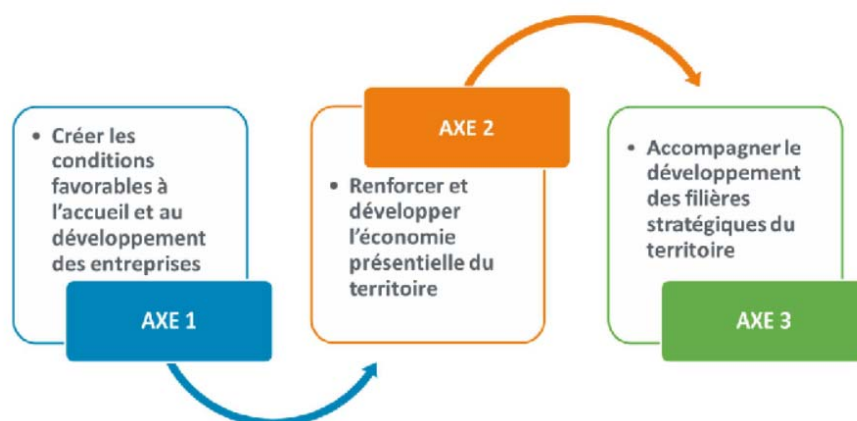 • Créer les
conditions
favorables à
l'accueil et au
développement
des entreprises
AXE 1
AXE 2
• Renforcer et
développer
l'économie
présentielle du
territoire
• Accompagner le
développement
des filières
stratégiques du
territoire
AXE 3